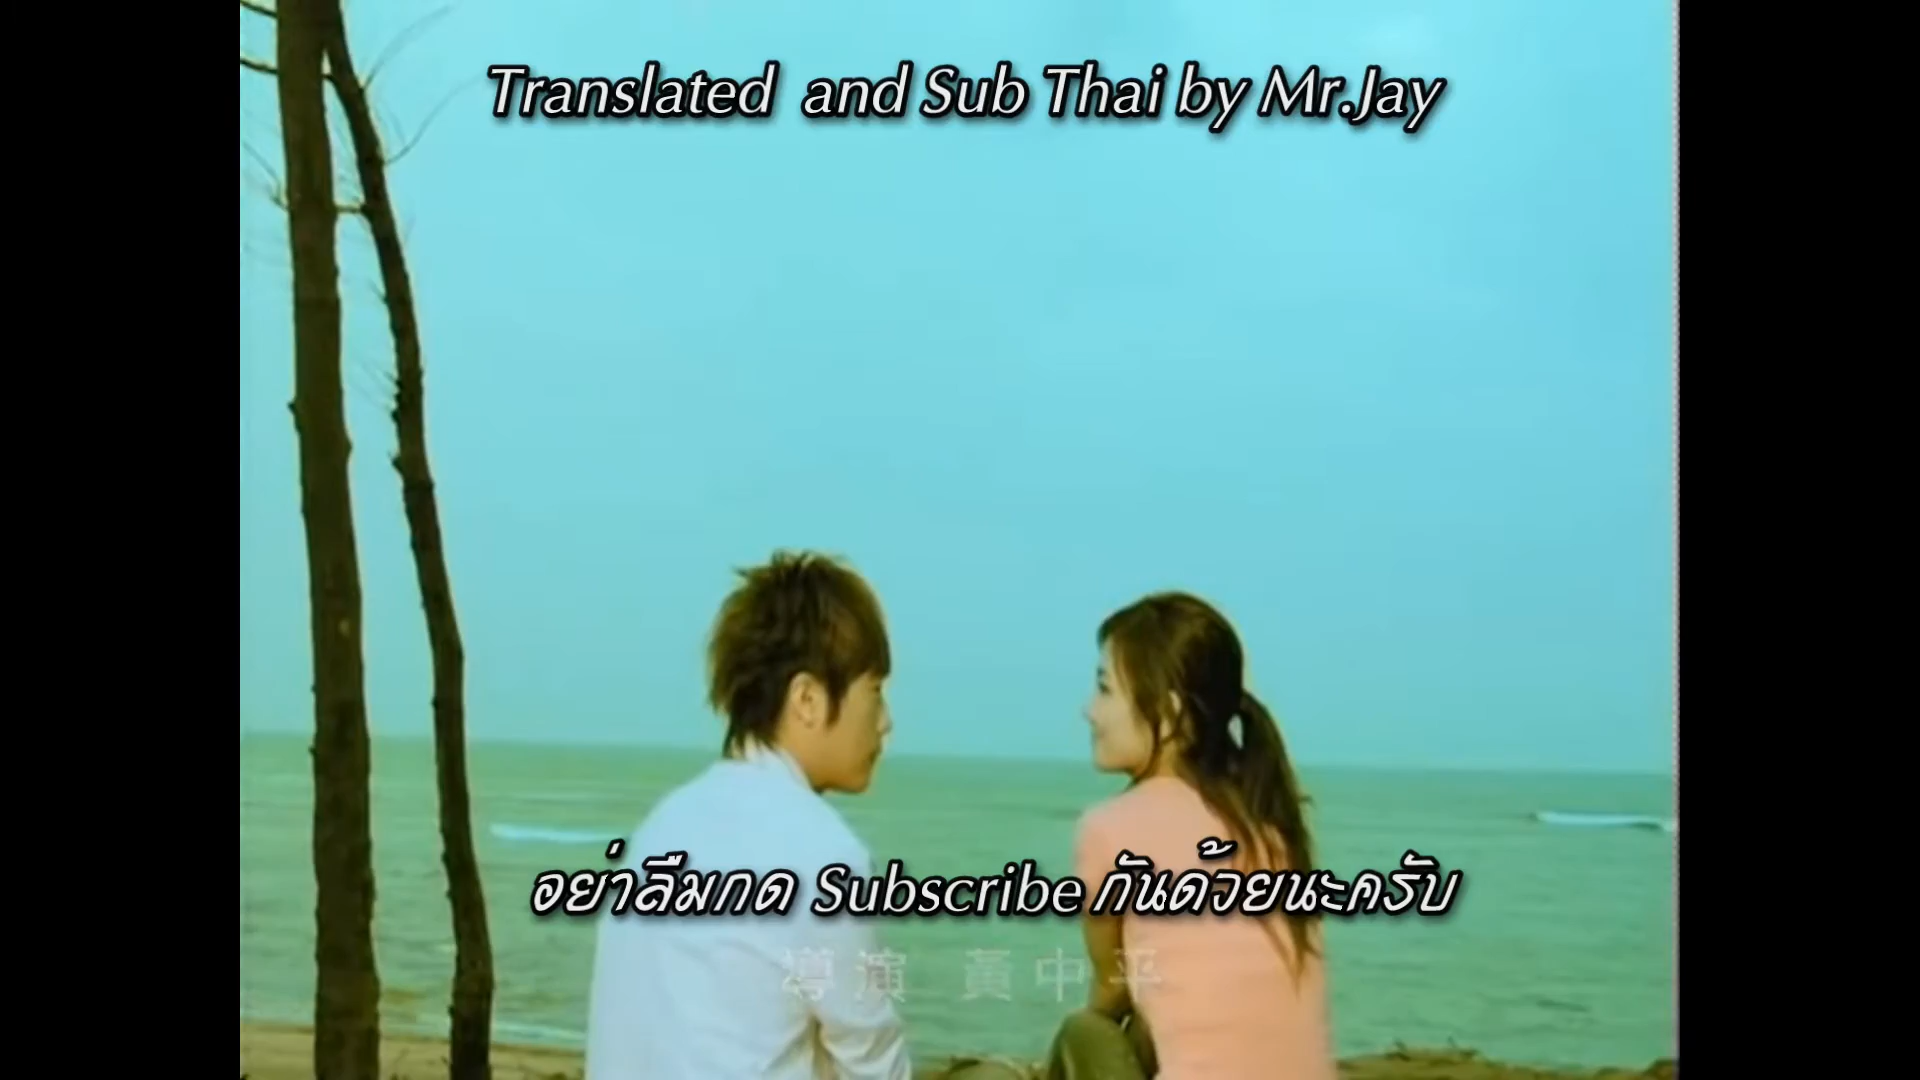 Translated and Sub Thai by Mr.Jay
อย่าลืมกด Subscribe กันด้วยนะครับ
導演 黃中平